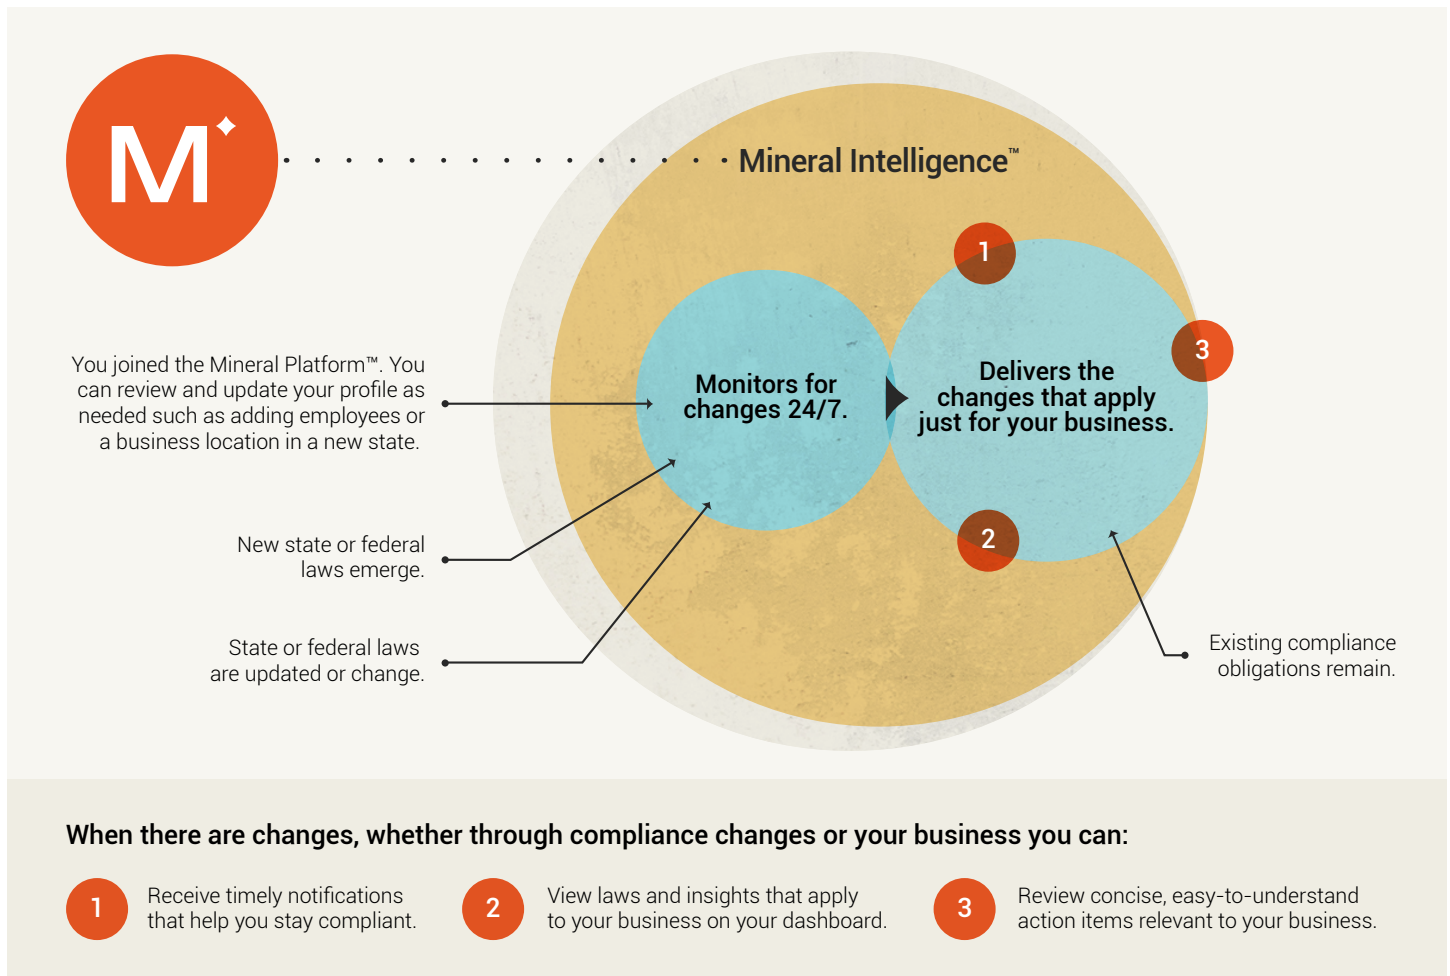 M
Mineral Intelligence™
1
3
You joined the Mineral Platform™. You
can review and update your profile as
needed such as adding employees or
a business location in a new state.
Monitors for
changes 24/7.
Delivers the
changes that apply
just for your business.
2
New state or federal
laws emerge.
State or federal laws
are updated or change.
Existing compliance
obligations remain.
When there are changes, whether through compliance changes or your business you can:
1
Receive timely notifications
that help you stay compliant.
2
View laws and insights that apply
to your business on your dashboard.
3
Review concise, easy-to-understand
action items relevant to your business.